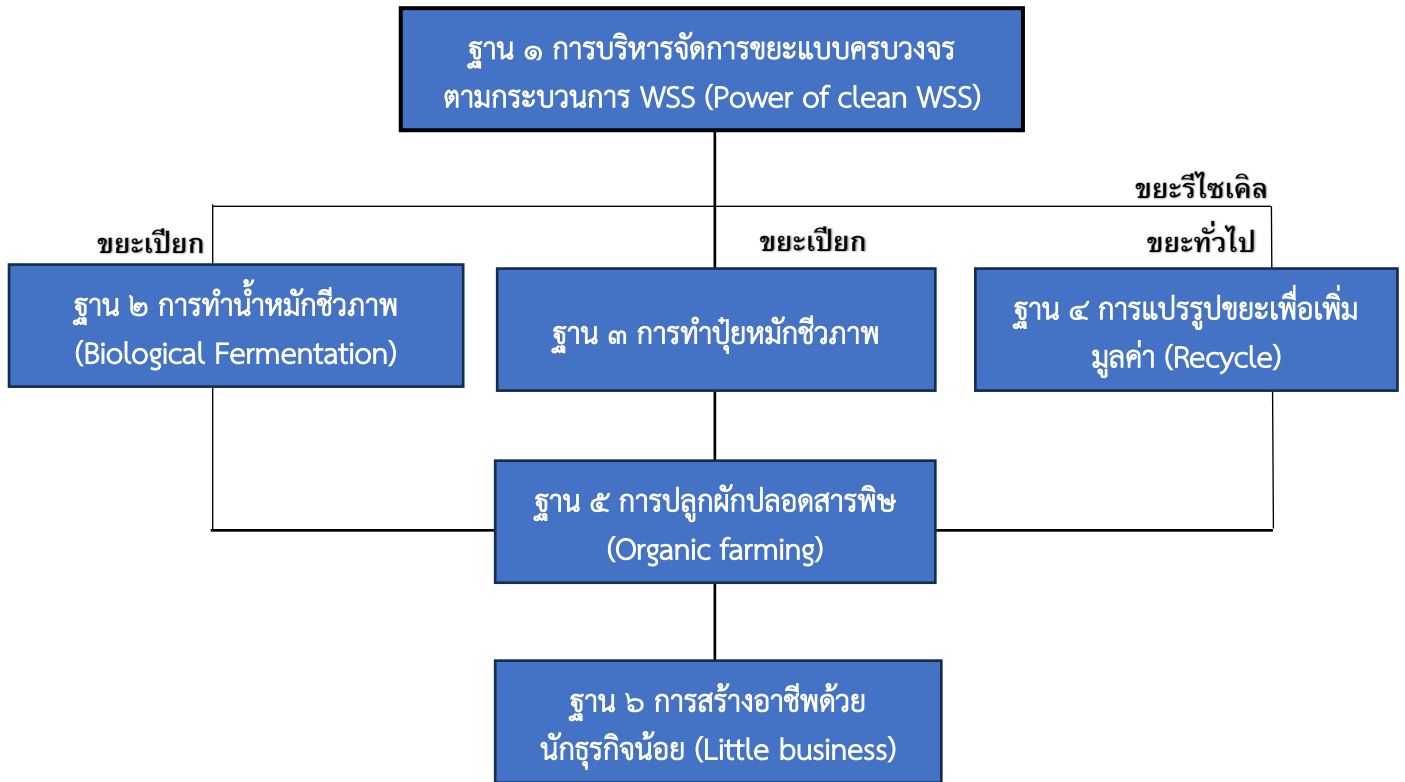 ฐาน ๑ การบริหารจัดการขยะแบบครบวงจร
ตามกระบวนการ WSS (Power of clean WSS)
ขยะรีไซเคิล
ขยะเปียก
ขยะเปียก
ขยะทั่วไป
ฐาน ๒ การทำน้ำหมักชีวภาพ
(Biological Fermentation)
ฐาน ๓ การทำปุ๋ยหมักชีวภาพ
ฐาน ๔ การแปรรูปขยะเพื่อเพิ่ม
มูลค่า (Recycle)
ฐาน ๕ การปลูกผักปลอดสารพิษ
(Organic farming)
ฐาน ๖ การสร้างอาชีพด้วย
นักธุรกิจน้อย (Little business)